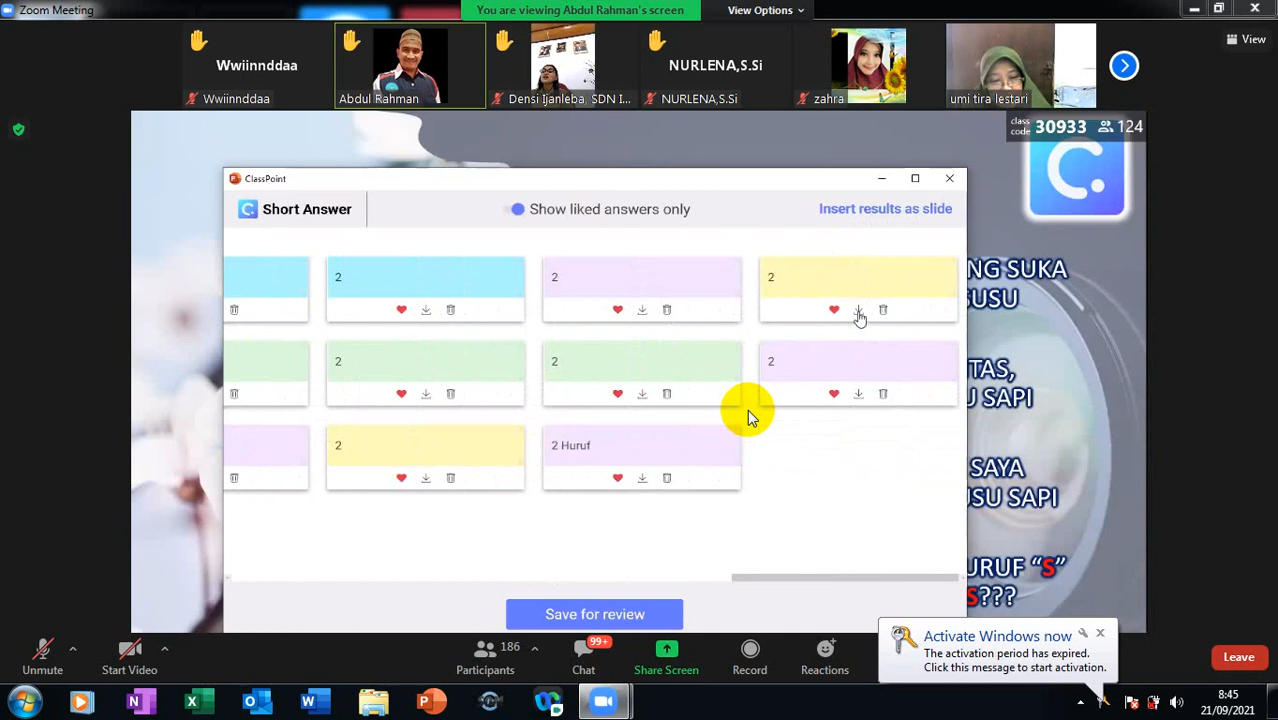 Zoom Meeting
You are viewing Abdul Rahman's screen
View Options
View
Wwiinnddaa
NURLENA,S.Si
Wwiinnddaa
Abdul Rahman
Densi Ijanleba, SDN I...
NURLENA,S.Si
zahra
umi tira lestari
class code 30933 124
ClassPoint
Short Answer
Show liked answers only
Insert results as slide
2
2
2
2
2
2
2
2 Huruf
Save for review
NG SUKA
SUSU
TAS,
U SAPI
SAYA
USU SAPI
URUF “S”
S???
Activate Windows now
The activation period has expired.
Click this message to start activation.
Unmute
Start Video
186
Participants
99+
Chat
Share Screen
Record
Reactions
Leave
8:45
21/09/2021